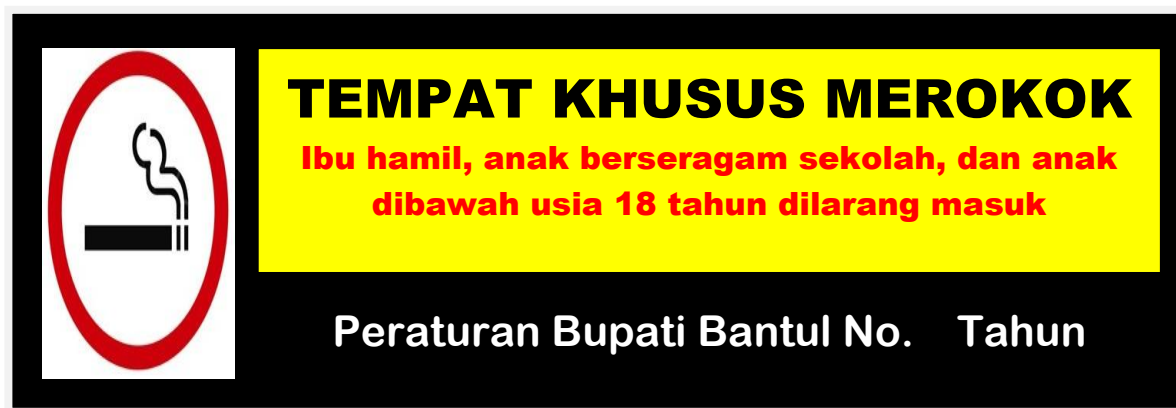 TEMPAT KHUSUS MEROKOK
Ibu hamil, anak berseragam sekolah, dan anak
dibawah usia 18 tahun dilarang masuk
Peraturan Bupati Bantul No. Tahun